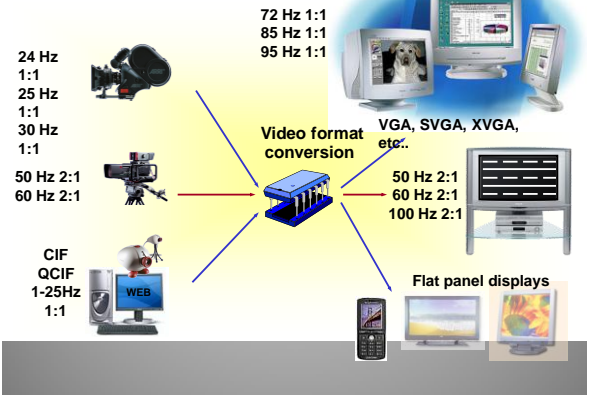 72 Hz 1:1
85 Hz 1:1
95 Hz 1:1
24 Hz
1:1
25 Hz
1:1
30 Hz
1:1
Video format
conversion
VGA, SVGA, XVGA,
etc..
50 Hz 2:1
60 Hz 2:1
50 Hz 2:1
60 Hz 2:1
100 Hz 2:1
CIF
QCIF
1-25Hz
1:1
WEB
Flat panel displays